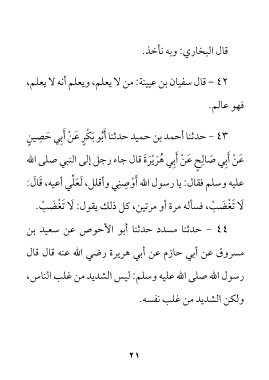 قال البخاري: وبه نأخذ.
٤٢ - قال سفيان بن عيينة: من لا يعلم، ويعلم أنه لا يعلم،
فهو عالم.
٤٣ - حدثنا أحمد بن حميد حدثنا أَبُو بَكْرٍ عَنْ أَبِي حَصِينٍ
عَنْ أَبِي صَالِحٍ عَنْ أَبِي هُرَيْرَةَ قال جاء رجل إلى النبي صلى الله
عليه وسلم فقال: يا رسول الله أَوْصِنِي وأقلل، لَعَلِّي أعيه، قَالَ:
لَا تَغْضَبْ، فسأله مرة أو مرتين، كل ذلك يقول: لَا تَغْضَبْ.
٤٤ - حدثنا مسدد حدثنا أبو الأحوص عن سعيد بن
مسروق عن أبي حازم عن أبي هريرة رضي الله عنه قال قال
رسول الله صلى الله عليه وسلم: ليس الشديد من غلب الناس،
ولكن الشديد من غلب نفسه.
٢١